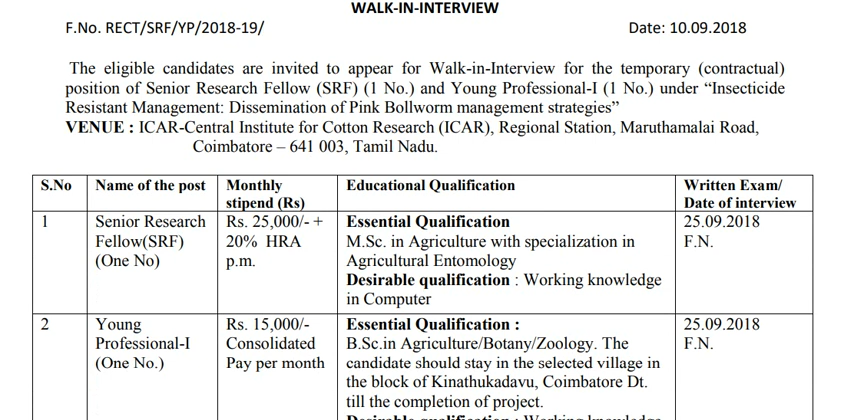 WALK-IN-INTERVIEW
F.No. RECT/SRF/YP/2018-19/ Date: 10.09.2018
The eligible candidates are invited to appear for Walk-in-Interview for the temporary (contractual)
position of Senior Research Fellow (SRF) (1 No.) and Young Professional-I (1 No.) under “Insecticide
Resistant Management: Dissemination of Pink Bollworm management strategies”
VENUE : ICAR-Central Institute for Cotton Research (ICAR), Regional Station, Maruthamalai Road,
Coimbatore – 641 003, Tamil Nadu.
S.No Name of the post Monthly Educational Qualification Written Exam/
stipend (Rs) Date of interview
1 Senior Research Rs. 25,000/- + Essential Qualification 25.09.2018
Fellow(SRF) 20% HRA M.Sc. in Agriculture with specialization in F.N.
(One No) p.m. Agricultural Entomology
Desirable qualification : Working knowledge
in Computer
2 Young Rs. 15,000/- Essential Qualification : 25.09.2018
Professional-I Consolidated B.Sc.in Agriculture/Botany/Zoology. The F.N.
(One No.) Pay per month candidate should stay in the selected village in
the block of Kinathukadavu, Coimbatore Dt.
till the completion of project.
Desirable qualification : Working knowledge